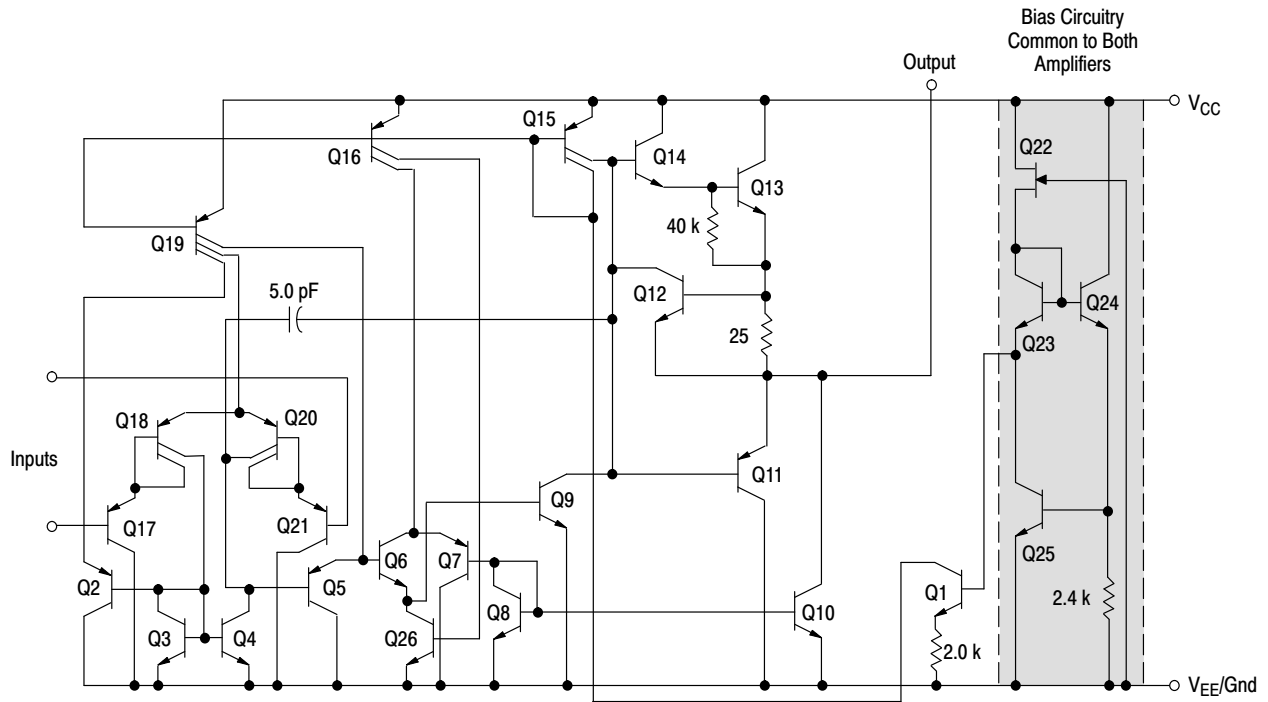 Bias Circuitry
Common to Both
Amplifiers
Output
V_CC
Q15
Q22
Q16
Q14
Q13
Q19
40 k
5.0 pF
Q12
Q24
25
Q23
Q18
Q20
Inputs
Q9
Q11
Q17
Q21
Q25
Q2
Q5
Q6
Q7
Q1
Q3
Q4
Q8
Q10
2.4 k
Q26
2.0 k
V_EE/Gnd